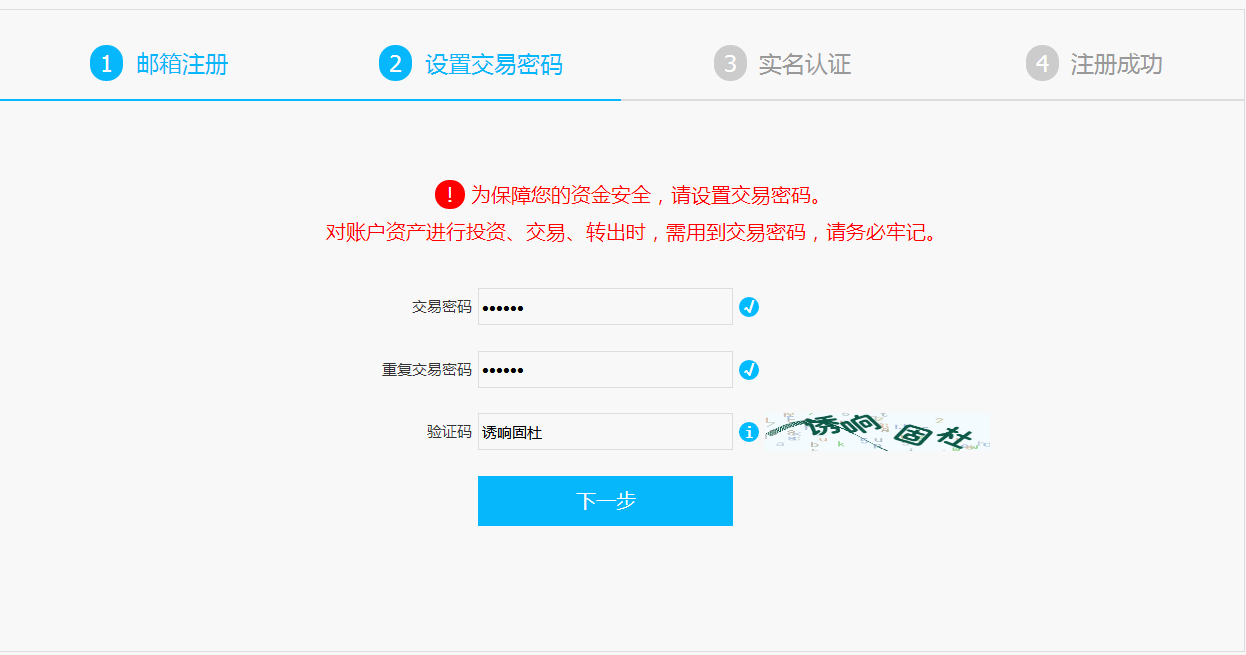 1 邮箱注册 2 设置交易密码 3 实名认证 4 注册成功
! 为保障您的资金安全，请设置交易密码。
对账户资产进行投资、交易、转出时，需用到交易密码，请务必牢记。
交易密码 ••••••
重复交易密码 ••••••
验证码 诱响固杜 i 诱响固杜
下一步